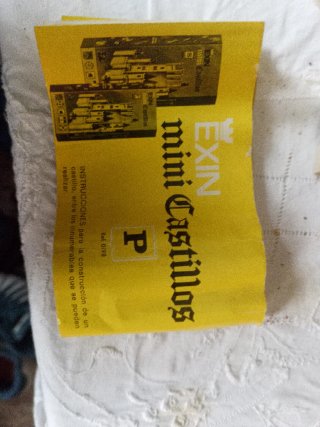 EXIN
mini Castillos
P
INSTRUCCIONES para la construcción de un
castillo, entre los innumerables que se pueden
realizar.